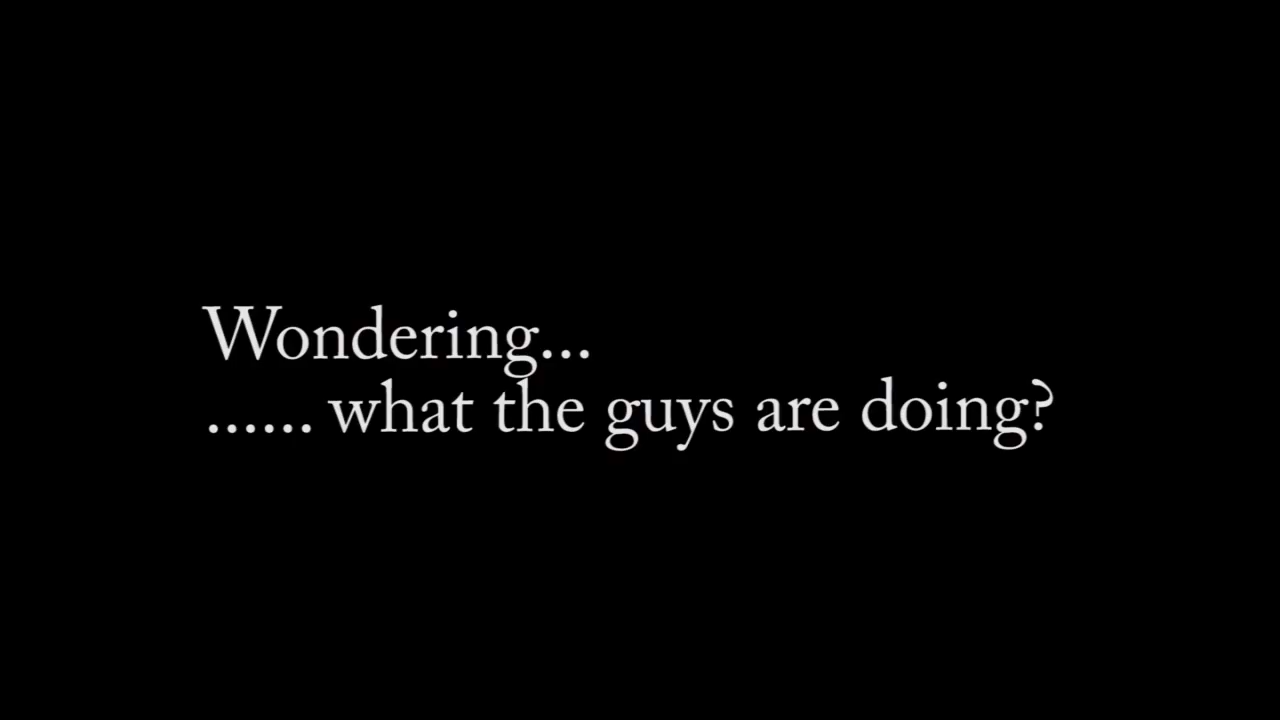 Wondering...
...... what the guys are doing?